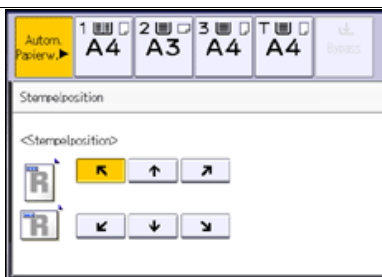 Autom. Papierw.▶ 1 A4 2 A3 3 A4 T A4 Bypass
Stempelposition
<Stempelposition>
R
R